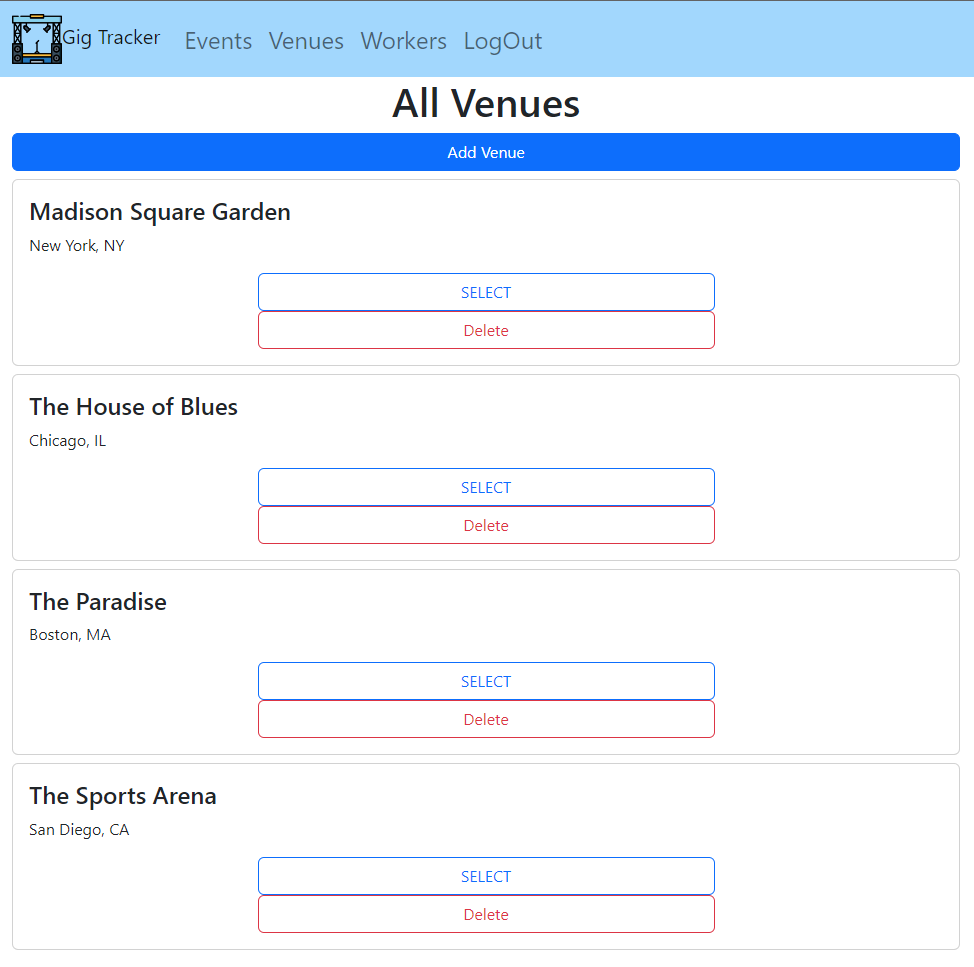 Gig Tracker Events Venues Workers LogOut
All Venues
Add Venue
Madison Square Garden
New York, NY
SELECT
Delete
The House of Blues
Chicago, IL
SELECT
Delete
The Paradise
Boston, MA
SELECT
Delete
The Sports Arena
San Diego, CA
SELECT
Delete